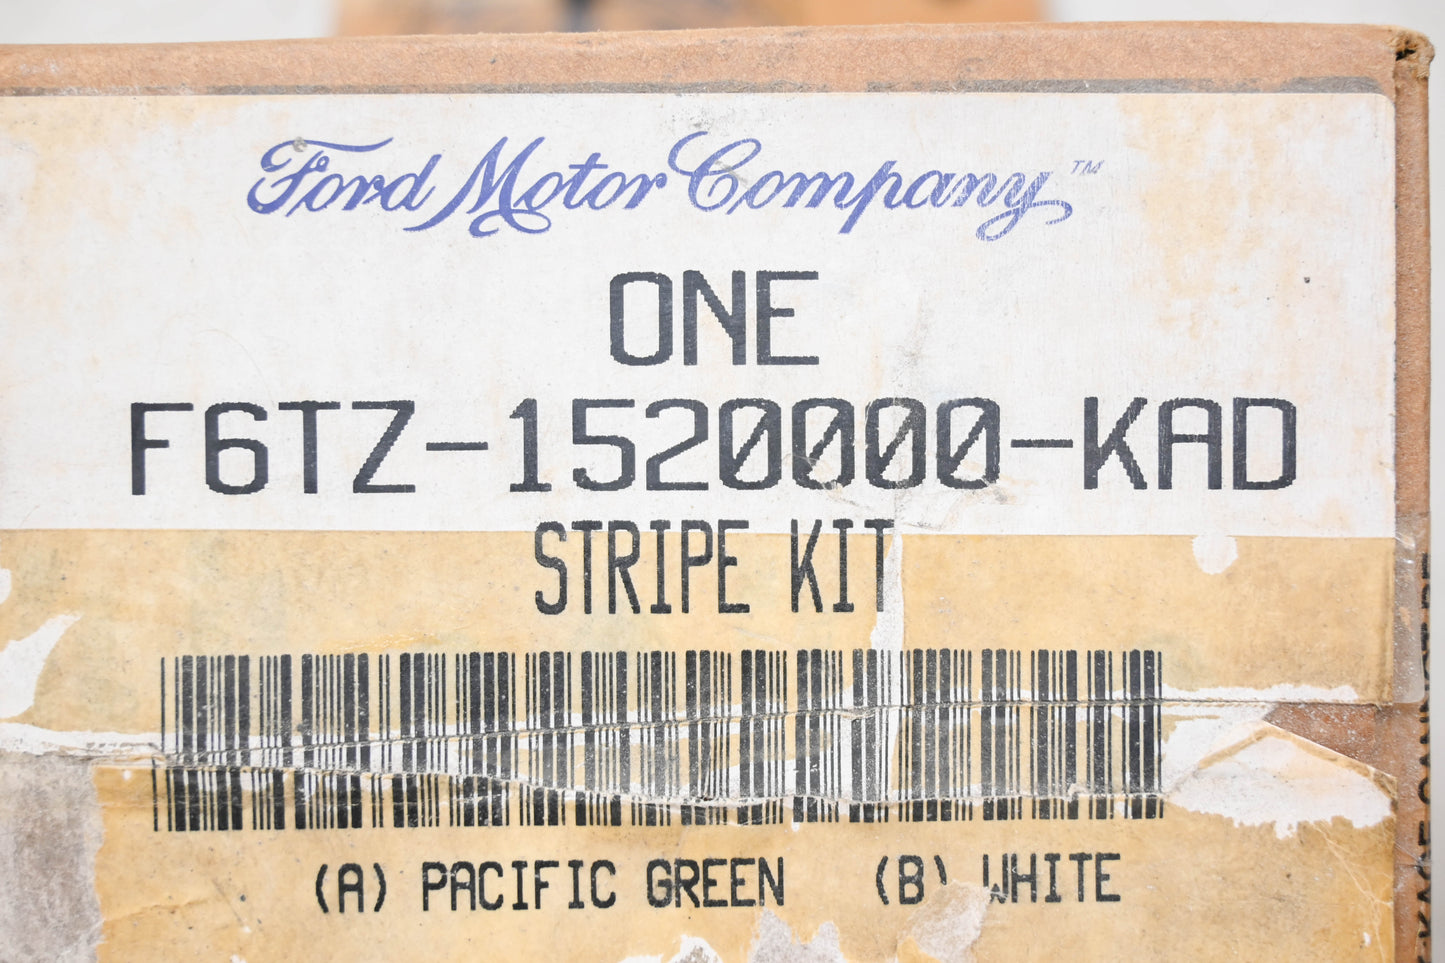 Ford Motor Company™
ONE
F6TZ-1520000-KAD
STRIPE KIT
(A) PACIFIC GREEN (B) WHITE